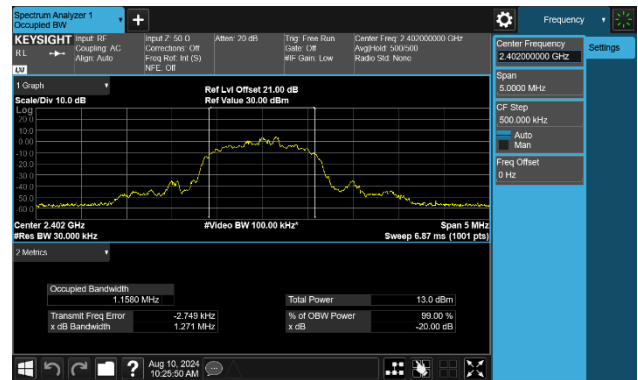 Spectrum Analyzer 1
Occupied BW
Frequency
KEYSIGHT
RL
LXI
Input: RF
Coupling: AC
Align: Auto
Input Z: 50 Ω
Corrections: Off
Freq Ref: Int (S)
NFE: Off
Atten: 20 dB
Trig: Free Run
Gate: Off
#IF Gain: Low
Center Freq: 2.402000000 GHz
Avg|Hold: 500/500
Radio Std: None
Center Frequency
2.402000000 GHz
Settings
Span
5.0000 MHz
CF Step
500.000 kHz
Auto
Man
Freq Offset
0 Hz
1 Graph
Scale/Div 10.0 dB
Ref Lvl Offset 21.00 dB
Ref Value 30.00 dBm
Log
20.0
10.0
0.00
-10.0
-20.0
-30.0
-40.0
-50.0
-60.0
Center 2.402 GHz
#Video BW 100.00 kHz*
Span 5 MHz
#Res BW 30.000 kHz
Sweep 6.87 ms (1001 pts)
2 Metrics
Occupied Bandwidth
1.1580 MHz
Total Power 13.0 dBm
Transmit Freq Error -2.749 kHz
% of OBW Power 99.00 %
x dB Bandwidth 1.271 MHz
x dB -20.00 dB
Aug 10, 2024
10:25:50 AM